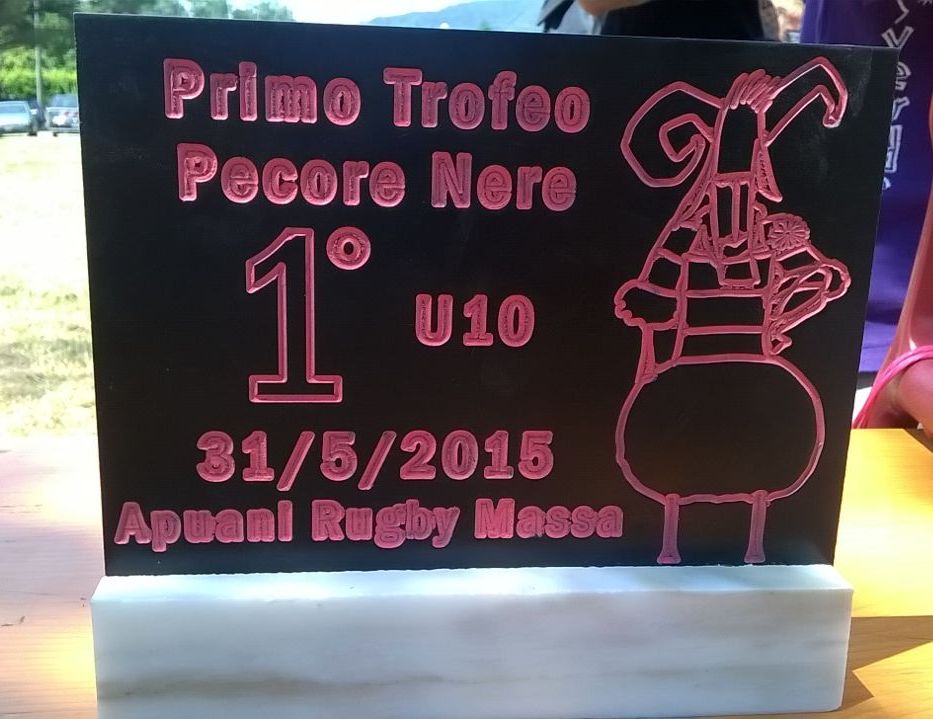 Primo Trofeo
Pecore Nere
1°
U10
31/5/2015
Apuani Rugby Massa